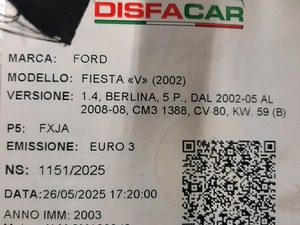 DISFACAR
MARCA: FORD
MODELLO: FIESTA «V» (2002)
VERSIONE: 1.4, BERLINA, 5 P., DAL 2002-05 AL
2008-08, CM3 1388, CV 80, KW. 59 (B)
P5: FXJA
EMISSIONE: EURO 3
NS: 1151/2025
DATA:26/05/2025 17:20:00
ANNO IMM: 2003